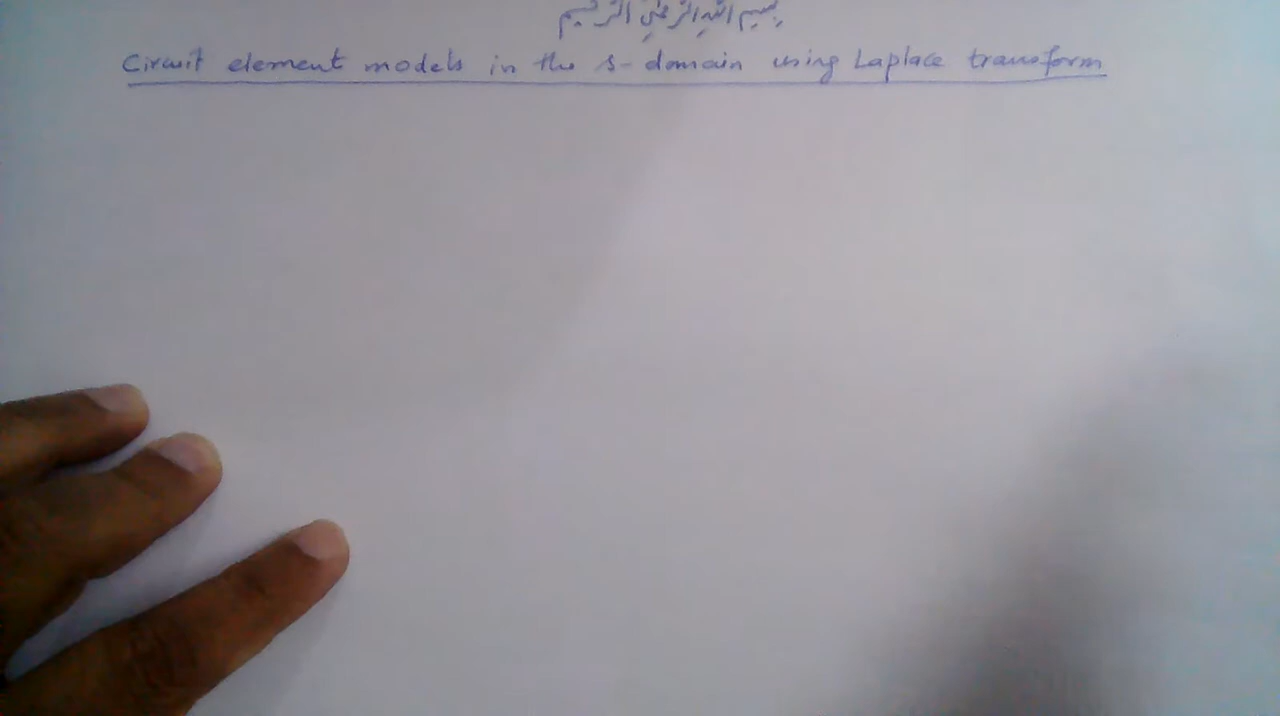 بسم الله الرحمن الرحيم
Circuit element models in the s-domain using Laplace transform